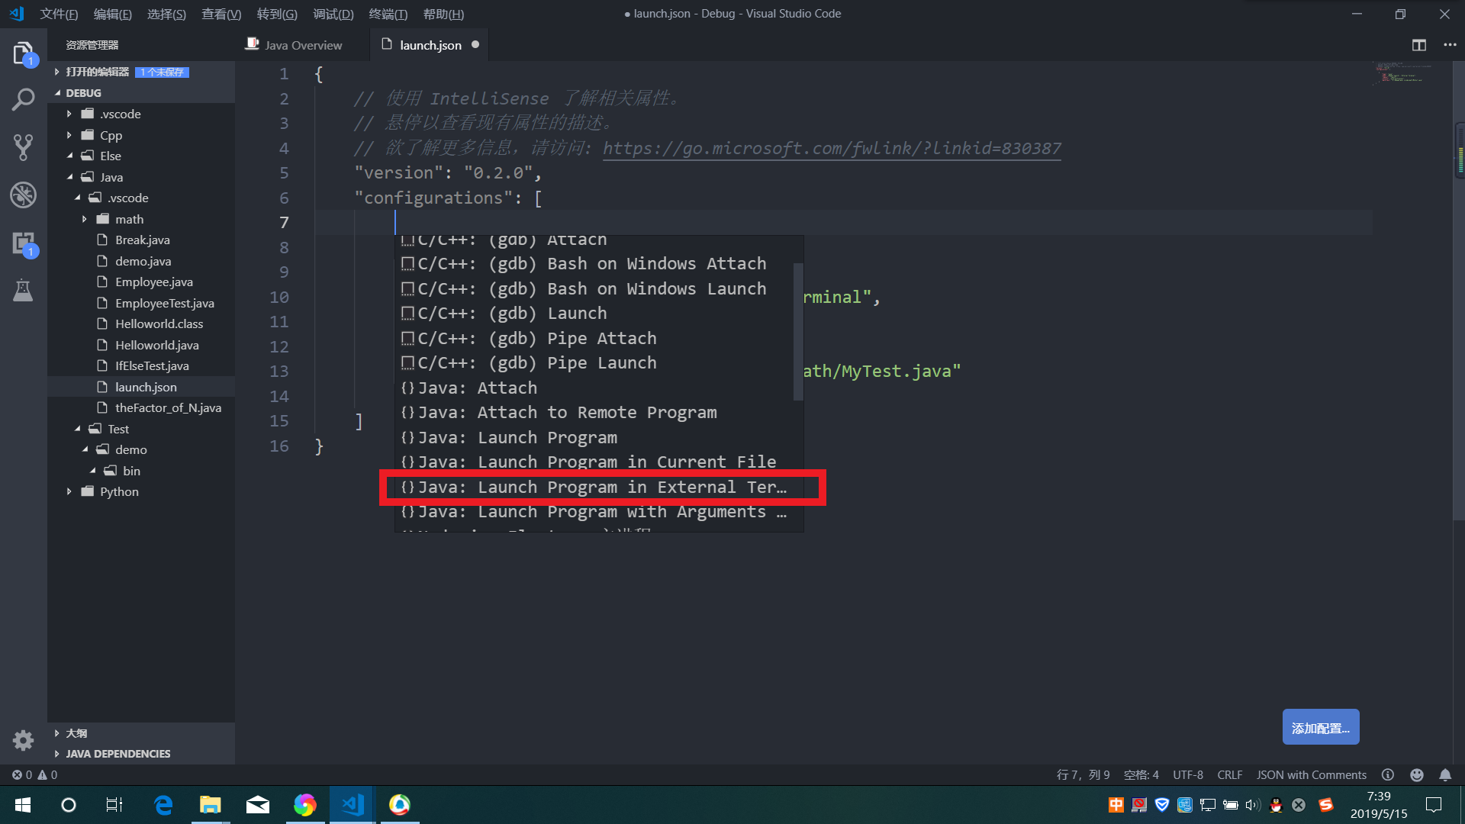 文件(F) 编辑(E) 选择(S) 查看(V) 转到(G) 调试(D) 终端(T) 帮助(H)
● launch.json - Debug - Visual Studio Code
资源管理器
Java Overview
launch.json ●
打开的编辑器 1 个未保存
DEBUG
.vscode
Cpp
Else
Java
.vscode
math
Break.java
demo.java
Employee.java
EmployeeTest.java
Helloworld.class
Helloworld.java
IfElseTest.java
launch.json
theFactor_of_N.java
Test
demo
bin
Python
大纲
JAVA DEPENDENCIES
1
1
1 {
2 // 使用 IntelliSense 了解相关属性。
3 // 悬停以查看现有属性的描述。
4 // 欲了解更多信息，请访问: https://go.microsoft.com/fwlink/?linkid=830387
5 "version": "0.2.0",
6 "configurations": [
7
8
9
10 rminal",
11
12
13 ath/MyTest.java"
14
15 ]
16 }
C/C++: (gdb) Attach
C/C++: (gdb) Bash on Windows Attach
C/C++: (gdb) Bash on Windows Launch
C/C++: (gdb) Launch
C/C++: (gdb) Pipe Attach
C/C++: (gdb) Pipe Launch
{} Java: Attach
{} Java: Attach to Remote Program
{} Java: Launch Program
{} Java: Launch Program in Current File
{} Java: Launch Program in External Ter…
{} Java: Launch Program with Arguments …
添加配置...
0 0
行 7，列 9 空格: 4 UTF-8 CRLF JSON with Comments
中
7:39
2019/5/15